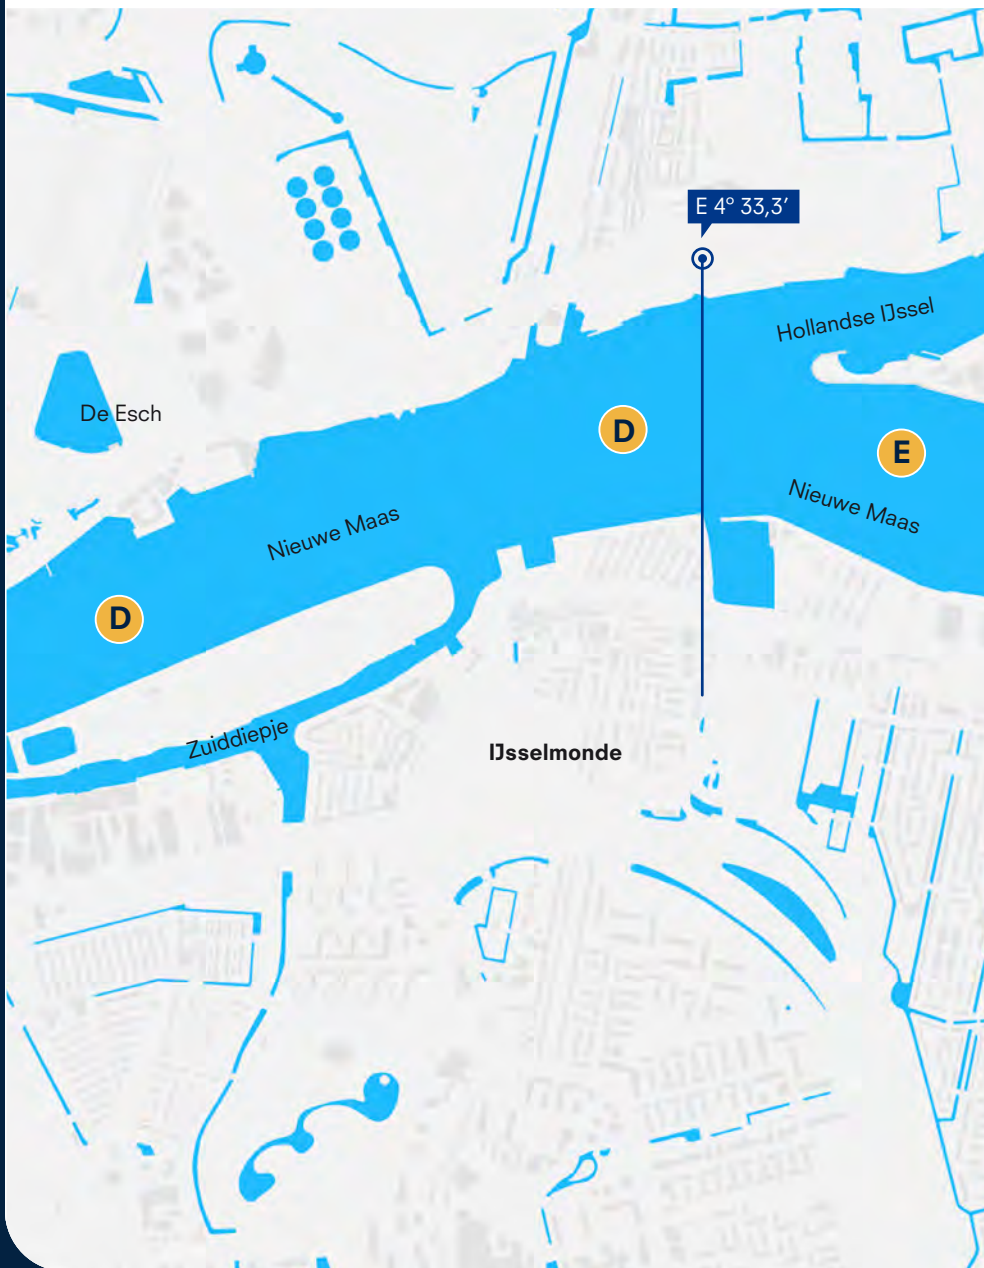 E 4° 33,3′
Hollandse IJssel
De Esch
D
E
Nieuwe Maas
Nieuwe Maas
D
Zuiddiepje
IJsselmonde